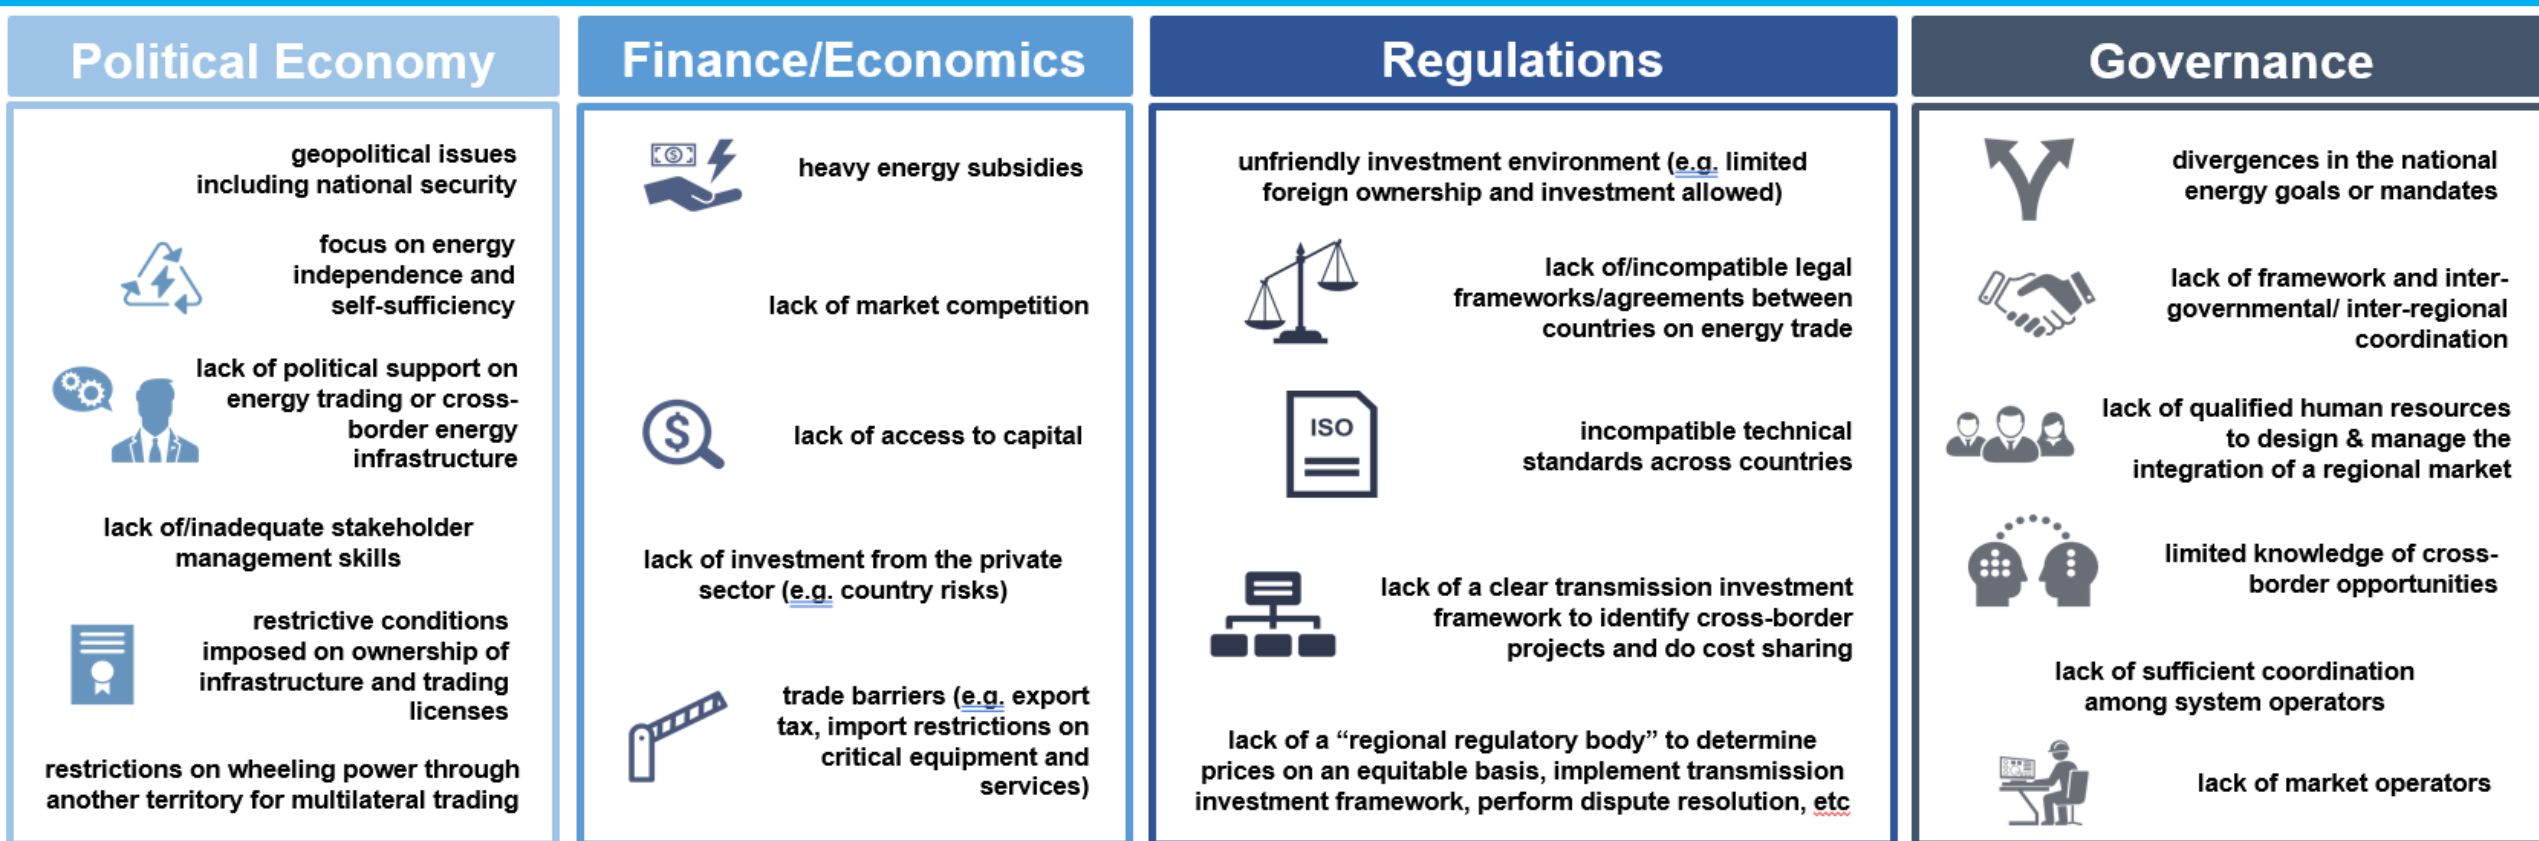 Political Economy
geopolitical issues
including national security
focus on energy
independence and
self-sufficiency
lack of political support on
energy trading or cross-
border energy
infrastructure
lack of/inadequate stakeholder
management skills
restrictive conditions
imposed on ownership of
infrastructure and trading
licenses
restrictions on wheeling power through
another territory for multilateral trading
Finance/Economics
heavy energy subsidies
lack of market competition
lack of access to capital
lack of investment from the private
sector (e.g. country risks)
trade barriers (e.g. export
tax, import restrictions on
critical equipment and
services)
Regulations
unfriendly investment environment (e.g. limited
foreign ownership and investment allowed)
lack of/incompatible legal
frameworks/agreements between
countries on energy trade
ISO
incompatible technical
standards across countries
lack of a clear transmission investment
framework to identify cross-border
projects and do cost sharing
lack of a “regional regulatory body” to determine
prices on an equitable basis, implement transmission
investment framework, perform dispute resolution, etc
Governance
divergences in the national
energy goals or mandates
lack of framework and inter-
governmental/ inter-regional
coordination
lack of qualified human resources
to design & manage the
integration of a regional market
limited knowledge of cross-
border opportunities
lack of sufficient coordination
among system operators
lack of market operators